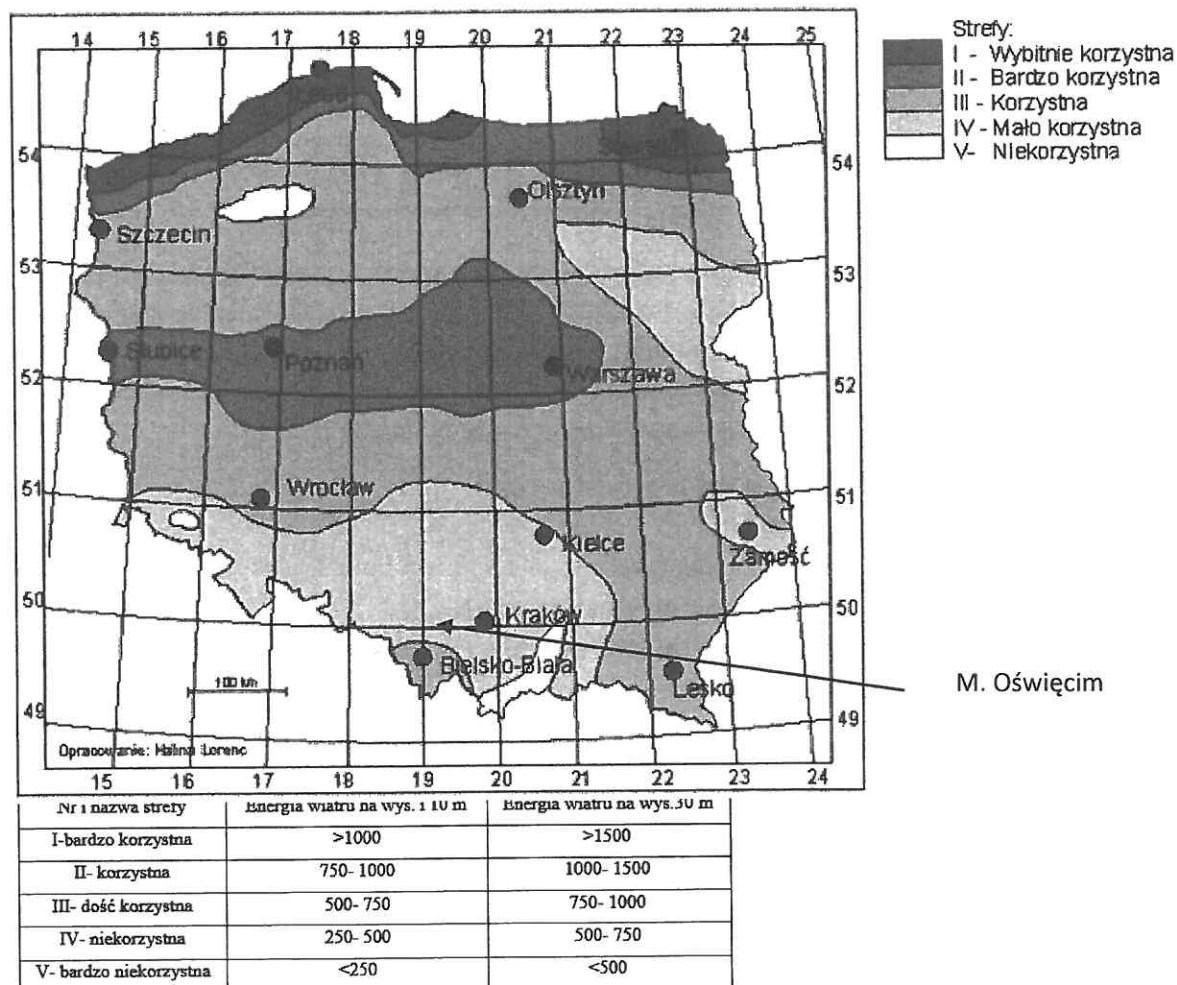 14 15 16 17 18 19 20 21 22 23 24 25
Strefy:
I - Wybitnie korzystna
II - Bardzo korzystna
III - Korzystna
IV - Mało korzystna
V- Niekorzystna
54 54
Olsztyn
Szczecin
53 53
Słubice Poznań Warszawa
52 52
51 Wrocław 51
Kielce Zamość
50 Kraków 50
Bielsko-Biała Lesko
M. Oświęcim
100 km
49 49
Opracowanie: Halina Lorenc
15 16 17 18 19 20 21 22 23 24
Nr i nazwa strefy Energia wiatru na wys. i 10 m Energia wiatru na wys.30 m
I-bardzo korzystna >1000 >1500
II- korzystna 750- 1000 1000- 1500
III- dość korzystna 500- 750 750- 1000
IV- niekorzystna 250- 500 500- 750
V- bardzo niekorzystna <250 <500